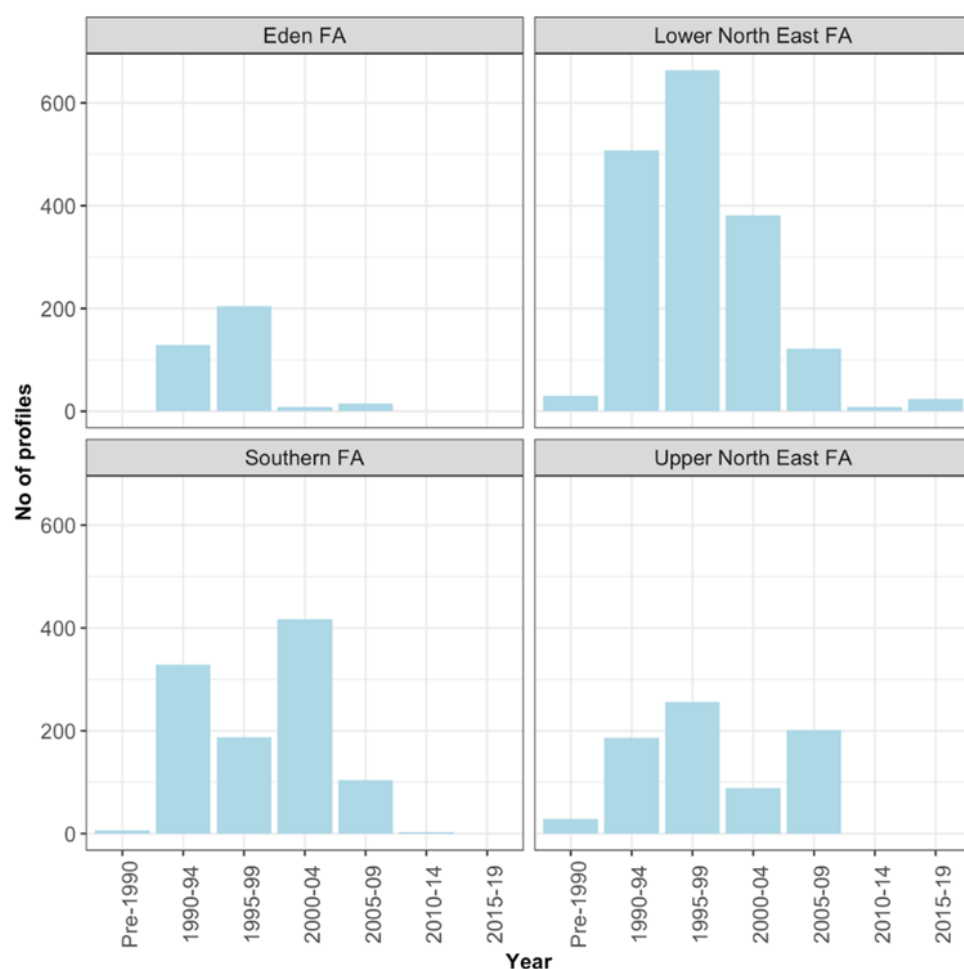 Eden FA
Lower North East FA
600
400
200
0
Southern FA
Upper North East FA
600
400
200
0
No of profiles
Pre-1990
1990-94
1995-99
2000-04
2005-09
2010-14
2015-19
Pre-1990
1990-94
1995-99
2000-04
2005-09
2010-14
2015-19
Year